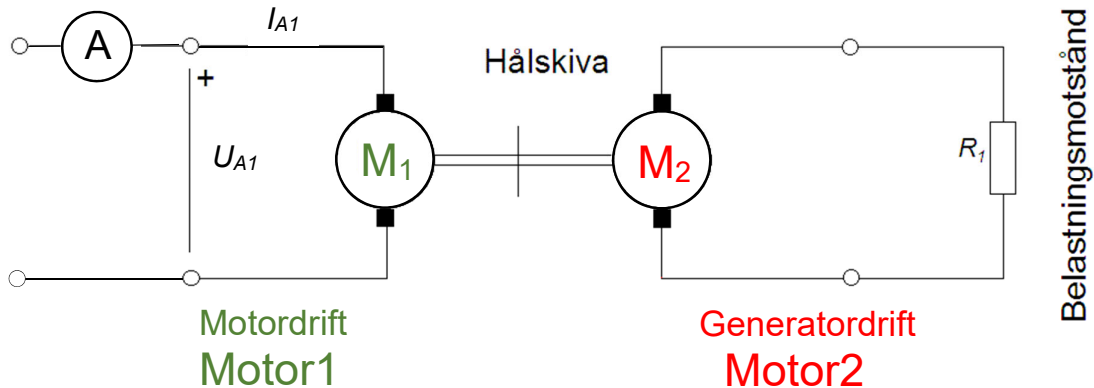 I_A1
A
+
Hålskiva
U_A1
M1
M2
R1
Belastningsmotstånd
Motordrift
Motor1
Generatordrift
Motor2